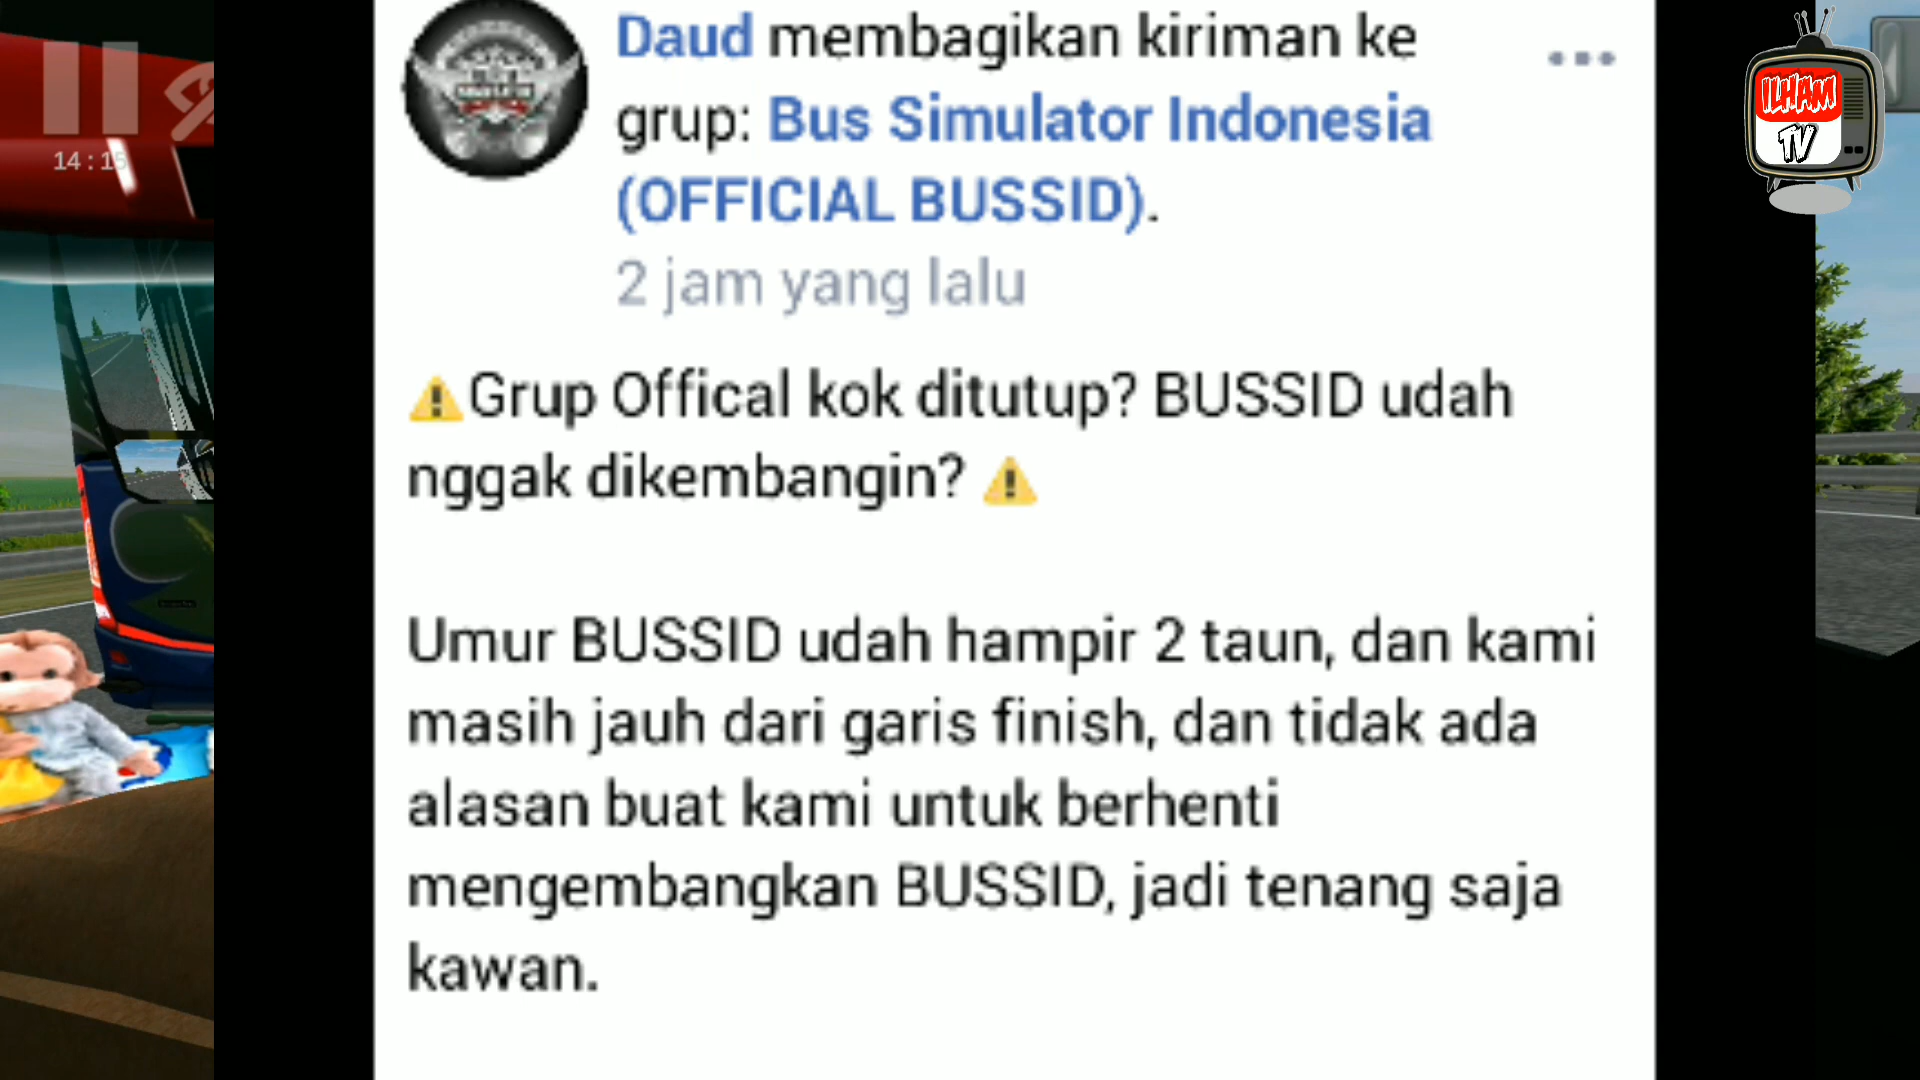 Daud membagikan kiriman ke
grup: Bus Simulator Indonesia
(OFFICIAL BUSSID).
2 jam yang lalu
⚠Grup Offical kok ditutup? BUSSID udah
nggak dikembangin? ⚠
Umur BUSSID udah hampir 2 taun, dan kami
masih jauh dari garis finish, dan tidak ada
alasan buat kami untuk berhenti
mengembangkan BUSSID, jadi tenang saja
kawan.
14:15
ILHAM
TV